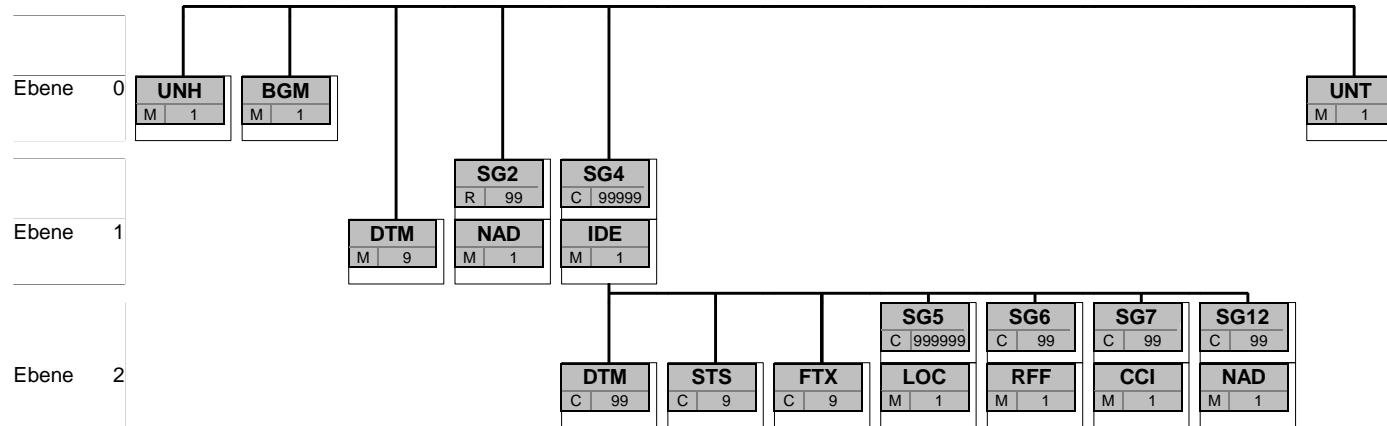 Ebene 0
UNH BGM UNT
M 1 M 1 M 1
SG2 SG4
R 99 C 99999
Ebene 1
DTM NAD IDE
M 9 M 1 M 1
SG5 SG6 SG7 SG12
C 999999 C 99 C 99 C 99
Ebene 2
DTM STS FTX LOC RFF CCI NAD
C 99 C 9 C 9 M 1 M 1 M 1 M 1